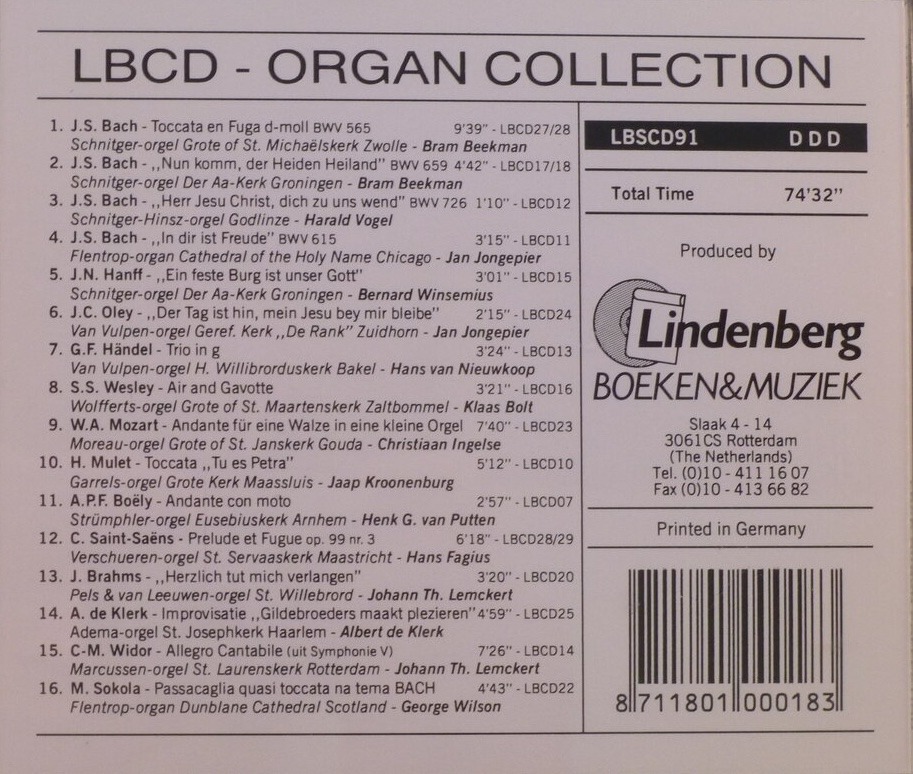 LBCD - ORGAN COLLECTION
1. J.S. Bach - Toccata en Fuga d-moll BWV 565 9'39" - LBCD27/28
Schnitger-orgel Grote of St. Michaëlskerk Zwolle - Bram Beekman
2. J.S. Bach - ,,Nun komm, der Heiden Heiland" BWV 659 4'42" - LBCD17/18
Schnitger-orgel Der Aa-Kerk Groningen - Bram Beekman
3. J.S. Bach - ,,Herr Jesu Christ, dich zu uns wend" BWV 726 1'10" - LBCD12
Schnitger-Hinsz-orgel Godlinze - Harald Vogel
4. J.S. Bach - ,,In dir ist Freude" BWV 615 3'15" - LBCD11
Flentrop-organ Cathedral of the Holy Name Chicago - Jan Jongepier
5. J.N. Hanff - ,,Ein feste Burg ist unser Gott" 3'01" - LBCD15
Schnitger-orgel Der Aa-Kerk Groningen - Bernard Winsemius
6. J.C. Oley - ,,Der Tag ist hin, mein Jesu bey mir bleibe" 2'15" - LBCD24
Van Vulpen-orgel Geref. Kerk ,,De Rank" Zuidhorn - Jan Jongepier
7. G.F. Händel - Trio in g 3'24" - LBCD13
Van Vulpen-orgel H. Willibrorduskerk Bakel - Hans van Nieuwkoop
8. S.S. Wesley - Air and Gavotte 3'21" - LBCD16
Wolfferts-orgel Grote of St. Maartenskerk Zaltbommel - Klaas Bolt
9. W.A. Mozart - Andante für eine Walze in eine kleine Orgel 7'40" - LBCD23
Moreau-orgel Grote of St. Janskerk Gouda - Christiaan Ingelse
10. H. Mulet - Toccata ,,Tu es Petra" 5'12" - LBCD10
Garrels-orgel Grote Kerk Maassluis - Jaap Kroonenburg
11. A.P.F. Boëly - Andante con moto 2'57" - LBCD07
Strümphler-orgel Eusebiuskerk Arnhem - Henk G. van Putten
12. C. Saint-Saëns - Prelude et Fugue op. 99 nr. 3 6'18" - LBCD28/29
Verschueren-orgel St. Servaaskerk Maastricht - Hans Fagius
13. J. Brahms - ,,Herzlich tut mich verlangen" 3'20" - LBCD20
Pels & van Leeuwen-orgel St. Willebrord - Johann Th. Lemckert
14. A. de Klerk - Improvisatie ,,Gildebroeders maakt plezieren" 4'59" - LBCD25
Adema-orgel St. Josephkerk Haarlem - Albert de Klerk
15. C-M. Widor - Allegro Cantabile (uit Symphonie V) 7'26" - LBCD14
Marcussen-orgel St. Laurenskerk Rotterdam - Johann Th. Lemckert
16. M. Sokola - Passacaglia quasi toccata na tema BACH 4'43" - LBCD22
Flentrop-organ Dunblane Cathedral Scotland - George Wilson
LBSCD91 DDD
Total Time 74'32"
Produced by
Lindenberg
BOEKEN&MUZIEK
Slaak 4 - 14
3061CS Rotterdam
(The Netherlands)
Tel. (0)10 - 411 16 07
Fax (0)10 - 413 66 82
Printed in Germany
8 711801 000183